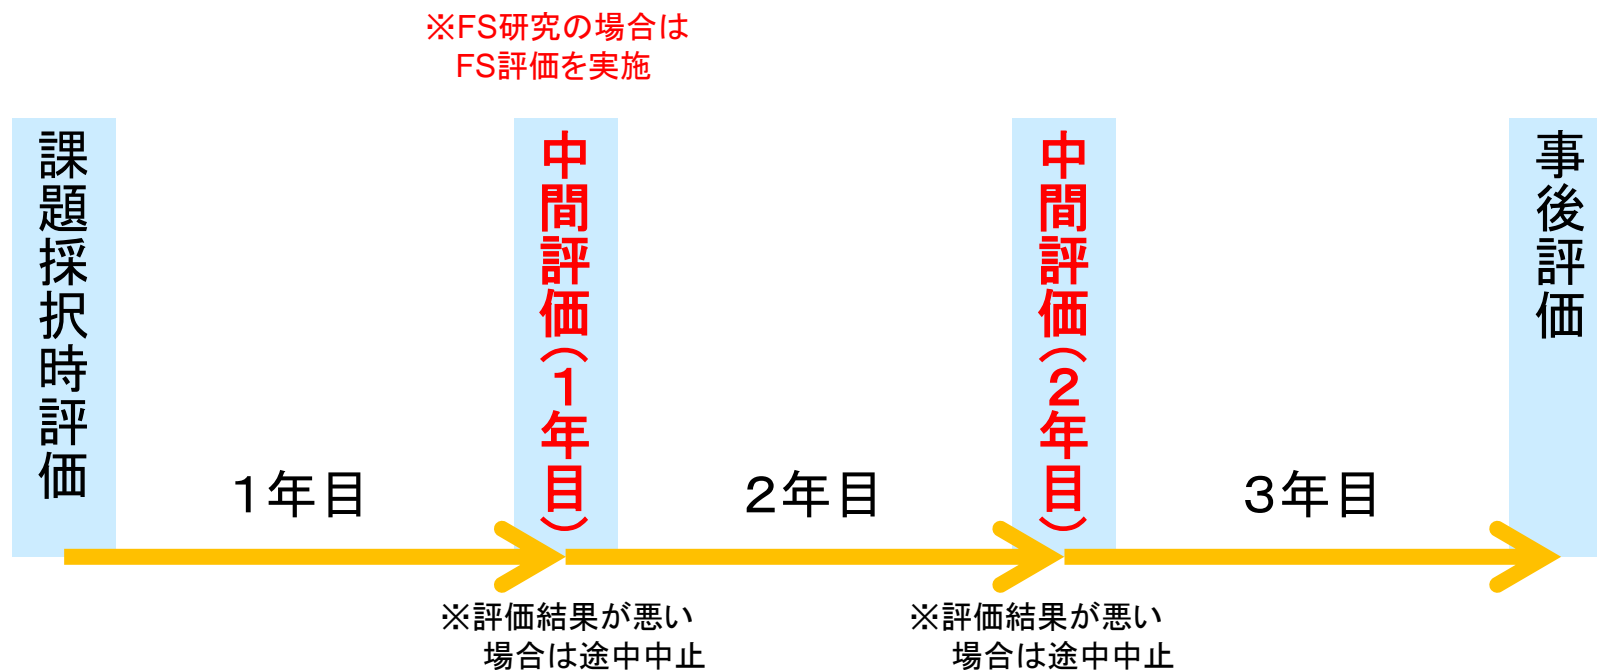 ※FS研究の場合は
FS評価を実施
課題採択時評価
中間評価（１年目）
中間評価（２年目）
事後評価
１年目
２年目
３年目
※評価結果が悪い
場合は途中中止
※評価結果が悪い
場合は途中中止